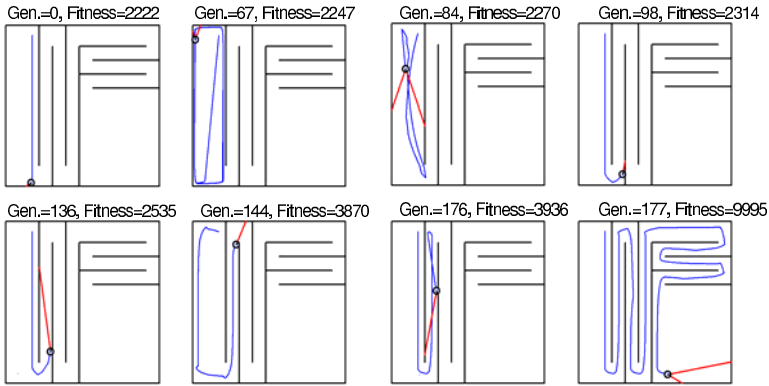 Gen.=0, Fitness=2222
Gen.=67, Fitness=2247
Gen.=84, Fitness=2270
Gen.=98, Fitness=2314
Gen.=136, Fitness=2535
Gen.=144, Fitness=3870
Gen.=176, Fitness=3936
Gen.=177, Fitness=9995